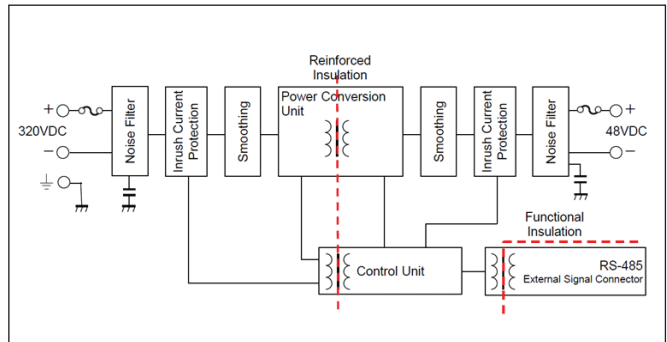 Reinforced
Insulation
Power Conversion
Unit
+
320VDC
−
Noise Filter
Inrush Current
Protection
Smoothing
Smoothing
Inrush Current
Protection
Noise Filter
+
48VDC
−
Functional
Insulation
Control Unit
RS-485
External Signal Connector